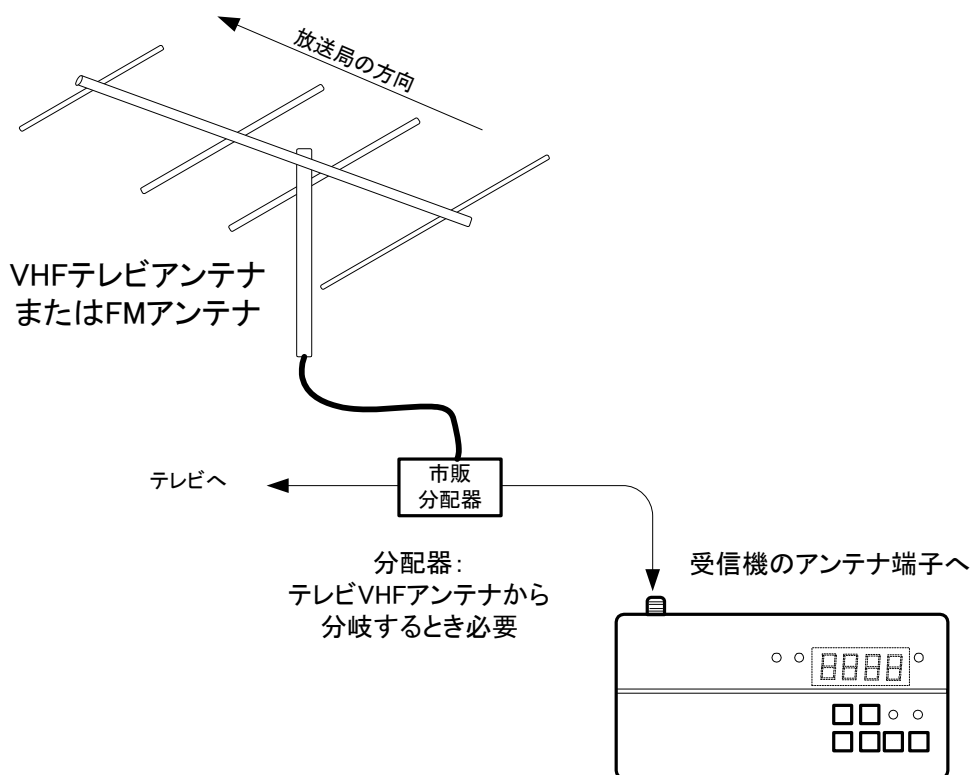 放送局の方向
VHFテレビアンテナ
またはFMアンテナ
テレビへ
市販
分配器
分配器：
テレビVHFアンテナから
分岐するとき必要
受信機のアンテナ端子へ
8888